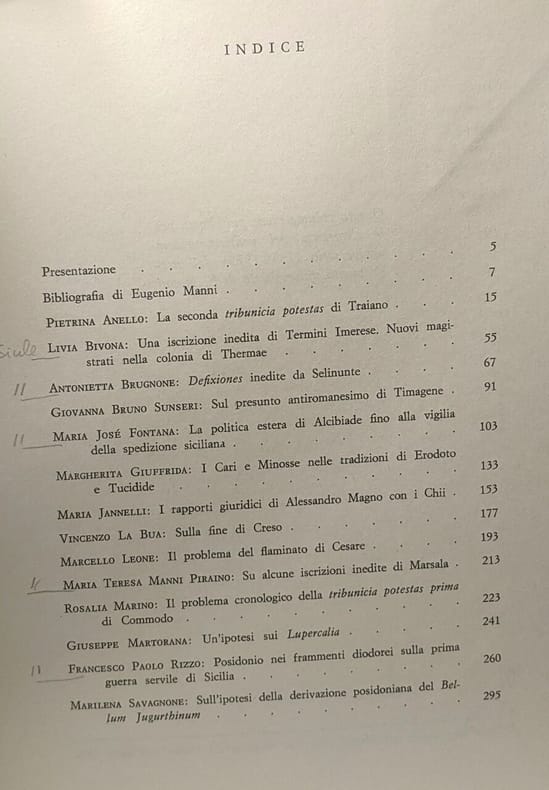 INDICE
Presentazione . . . . . . . . . . 5
Bibliografia di Eugenio Manni . . . . . . . 7
PIETRINA ANELLO: La seconda tribunicia potestas di Traiano . . . 15
LIVIA BIVONA: Una iscrizione inedita di Termini Imerese. Nuovi magi-
strati nella colonia di Thermae . . . . . . 55
ANTONIETTA BRUGNONE: Defixiones inedite da Selinunte . . . . 67
GIOVANNA BRUNO SUNSERI: Sul presunto antiromanesimo di Timagene . 91
MARIA JOSÉ FONTANA: La politica estera di Alcibiade fino alla vigilia
della spedizione siciliana . . . . . . . 103
MARGHERITA GIUFFRIDA: I Cari e Minosse nelle tradizioni di Erodoto
e Tucidide . . . . . . . . . 133
MARIA JANNELLI: I rapporti giuridici di Alessandro Magno con i Chii . 153
VINCENZO LA BUA: Sulla fine di Creso . . . . . . 177
MARCELLO LEONE: Il problema del flaminato di Cesare . . . . 193
MARIA TERESA MANNI PIRAINO: Su alcune iscrizioni inedite di Marsala . 213
ROSALIA MARINO: Il problema cronologico della tribunicia potestas prima
di Commodo . . . . . . . . . 223
GIUSEPPE MARTORANA: Un'ipotesi sui Lupercalia . . . . . 241
FRANCESCO PAOLO RIZZO: Posidonio nei frammenti diodorei sulla prima
guerra servile di Sicilia . . . . . . . 260
MARILENA SAVAGNONE: Sull'ipotesi della derivazione posidoniana del Bel-
lum Jugurthinum . . . . . . . . 295